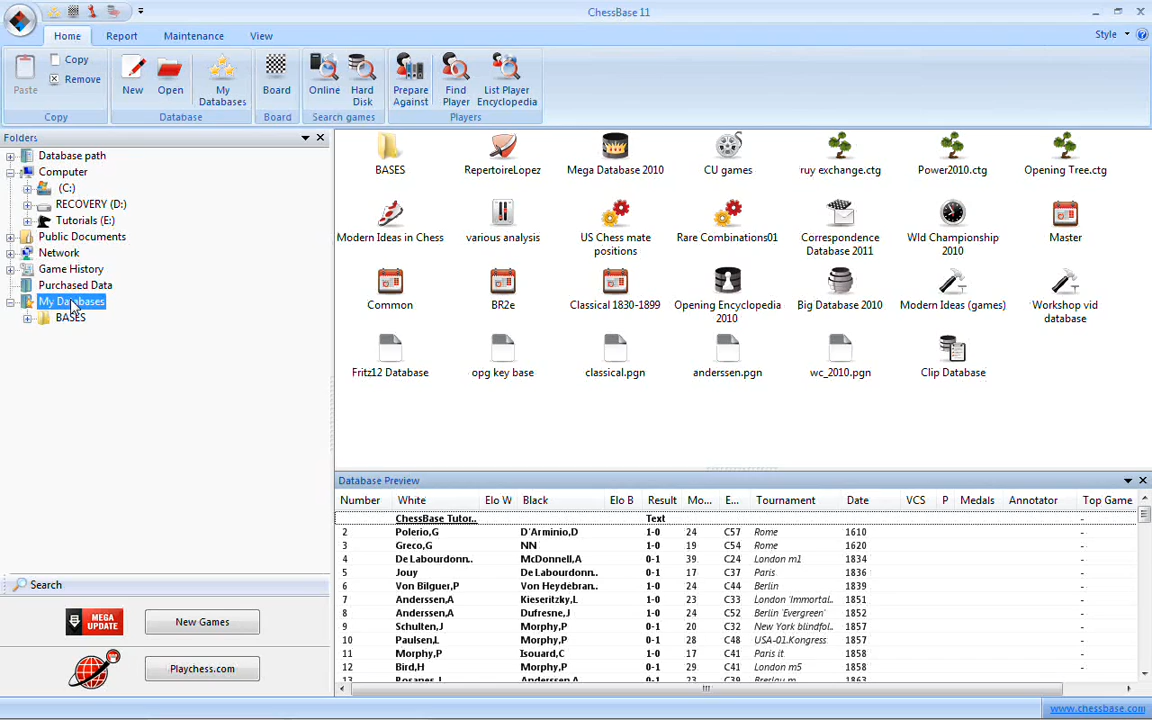 ChessBase 11
Home Report Maintenance View Style
Paste Copy Remove New Open My Databases Board Online Hard Disk Prepare Against Find Player List Player Encyclopedia
Copy Database Board Search games Players
Folders
Database path
Computer
(C:)
RECOVERY (D:)
Tutorials (E:)
Public Documents
Network
Game History
Purchased Data
My Databases
BASES
BASES RepertoireLopez Mega Database 2010 CU games ruy exchange.ctg Power2010.ctg Opening Tree.ctg
Modern Ideas in Chess various analysis US Chess mate positions Rare Combinations01 Correspondence Database 2011 Wld Championship 2010 Master
Common BR2e Classical 1830-1899 Opening Encyclopedia 2010 Big Database 2010 Modern Ideas (games) Workshop vid database
Fritz12 Database opg key base classical.pgn anderssen.pgn wc_2010.pgn Clip Database
Database Preview
Number White Elo W Black Elo B Result Mo... E... Tournament Date VCS P Medals Annotator Top Game
ChessBase Tutor.. Text -
2 Polerio,G D'Arminio,D 1-0 24 C57 Rome 1610 -
3 Greco,G NN 1-0 19 C54 Rome 1620 -
4 De Labourdonn.. McDonnell,A 0-1 39 C24 London m1 1834 -
5 Jouy De Labourdonn.. 0-1 17 C37 Paris 1836 -
6 Von Bilguer,P Von Heydebran.. 1-0 24 C44 Berlin 1839 -
7 Anderssen,A Kieseritzky,L 1-0 23 C33 London 'Immortal.. 1851 -
8 Anderssen,A Dufresne,J 1-0 24 C52 Berlin 'Evergreen' 1852 -
9 Schulten,J Morphy,P 0-1 20 C32 New York blindfol.. 1857 -
10 Paulsen,L Morphy,P 0-1 28 C48 USA-01.Kongress 1857 -
11 Morphy,P Isouard,C 1-0 17 C41 Paris it 1858 -
12 Bird,H Morphy,P 0-1 29 C41 London m5 1858 -
13 Rosanes,J Anderssen,A 0-1 23 C39 Breslau m 1863 -
Search
MEGA UPDATE New Games
Playchess.com
www.chessbase.com